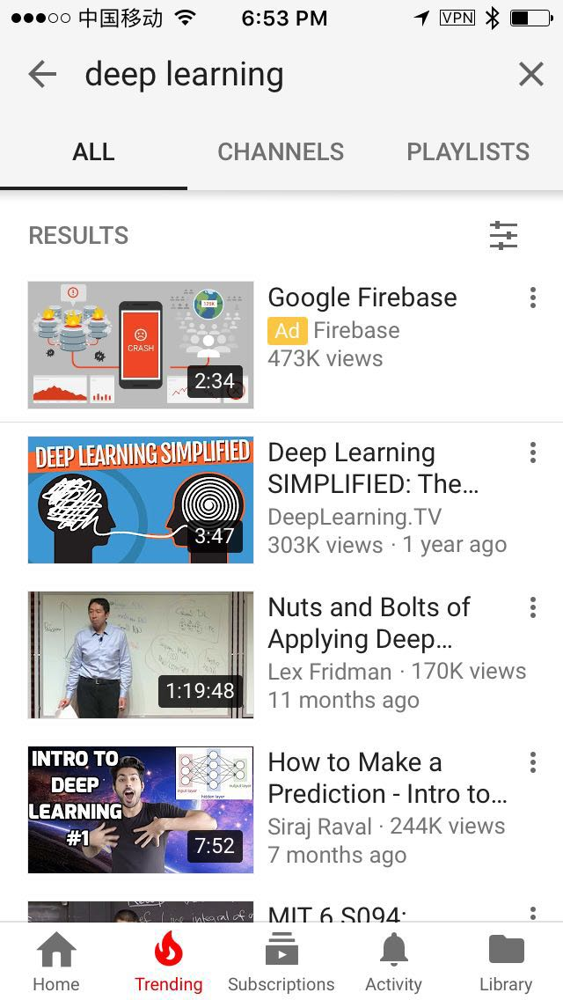 中国移动 6:53 PM VPN
deep learning
ALL CHANNELS PLAYLISTS
RESULTS
125K
CRASH
2:34
Google Firebase
Ad Firebase
473K views
DEEP LEARNING SIMPLIFIED
3:47
Deep Learning
SIMPLIFIED: The...
DeepLearning.TV
303K views · 1 year ago
1:19:48
Nuts and Bolts of
Applying Deep...
Lex Fridman · 170K views
11 months ago
INTRO TO
DEEP
LEARNING
#1
input layer
hidden layer
output layer
7:52
How to Make a
Prediction - Intro to...
Siraj Raval · 244K views
7 months ago
MIT 6.S094:
Home Trending Subscriptions Activity Library